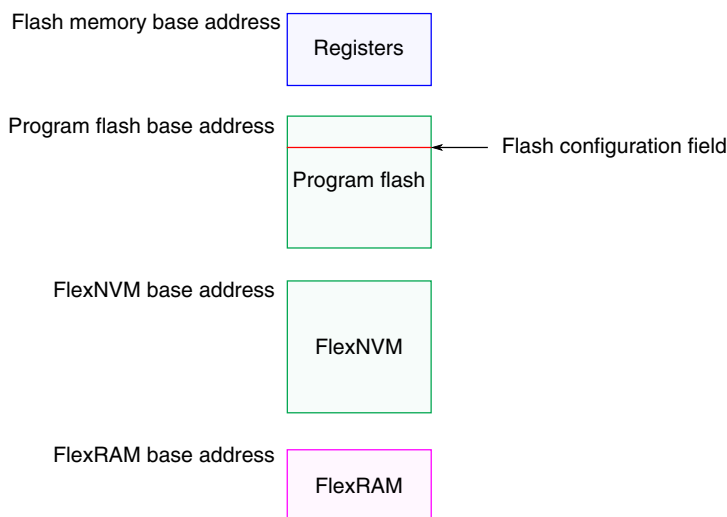 Flash memory base address
Registers
Program flash base address
Flash configuration field
Program flash
FlexNVM base address
FlexNVM
FlexRAM base address
FlexRAM